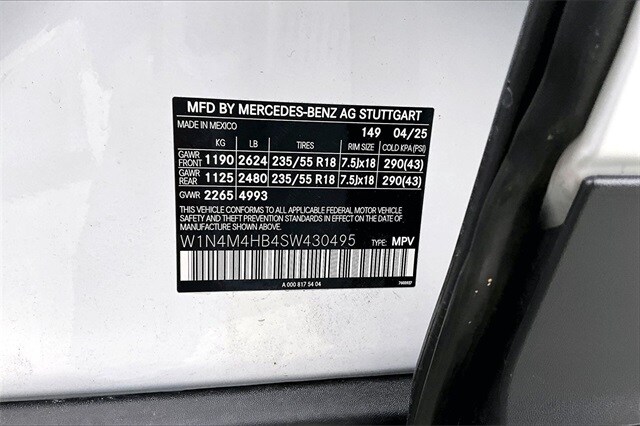 MFD BY MERCEDES-BENZ AG STUTTGART
MADE IN MEXICO 149 04/25
KG LB TIRES RIM SIZE COLD KPA (PSI)
GAWR FRONT 1190 2624 235/55 R18 7.5Jx18 290(43)
GAWR REAR 1125 2480 235/55 R18 7.5Jx18 290(43)
GVWR 2265 4993
THIS VEHICLE CONFORMS TO ALL APPLICABLE FEDERAL MOTOR VEHICLE
SAFETY AND THEFT PREVENTION STANDARDS IN EFFECT ON THE DATE OF
MANUFACTURE SHOWN ABOVE.
W1N4M4HB4SW430495 TYPE: MPV
A 000 817 54 04